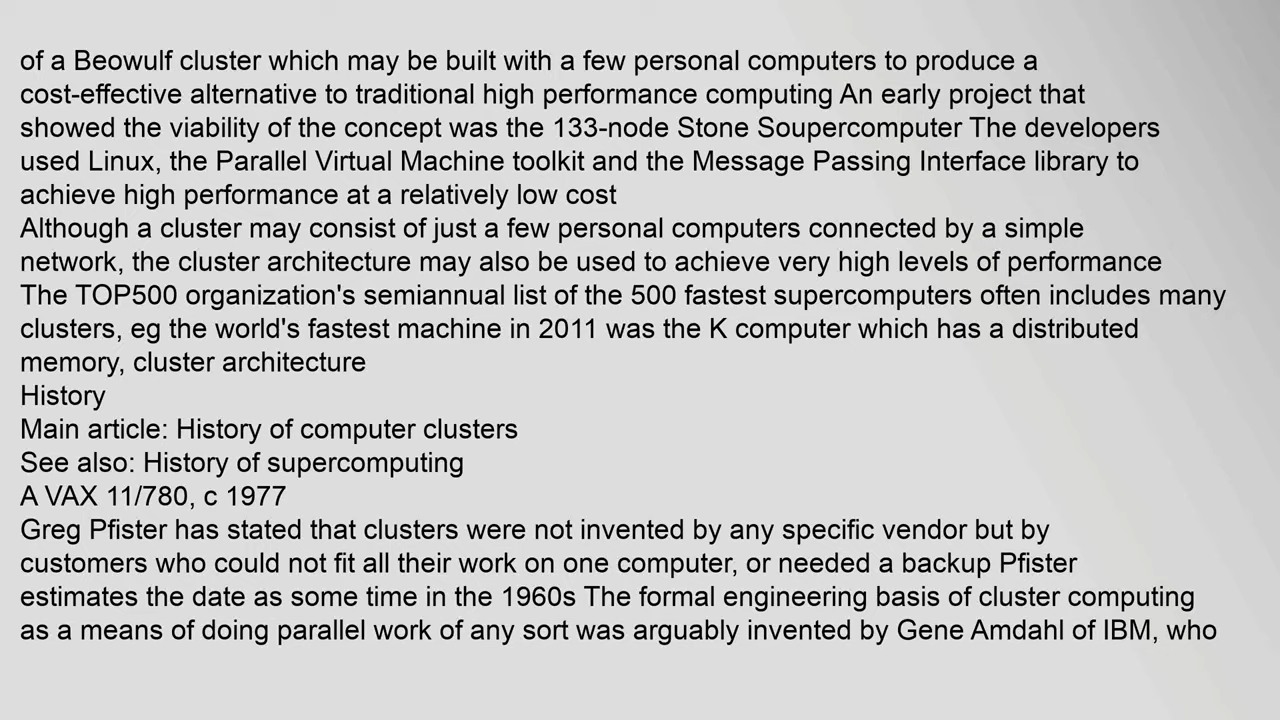 of a Beowulf cluster which may be built with a few personal computers to produce a
cost-effective alternative to traditional high performance computing An early project that
showed the viability of the concept was the 133-node Stone Soupercomputer The developers
used Linux, the Parallel Virtual Machine toolkit and the Message Passing Interface library to
achieve high performance at a relatively low cost
Although a cluster may consist of just a few personal computers connected by a simple
network, the cluster architecture may also be used to achieve very high levels of performance
The TOP500 organization's semiannual list of the 500 fastest supercomputers often includes many
clusters, eg the world's fastest machine in 2011 was the K computer which has a distributed
memory, cluster architecture
History
Main article: History of computer clusters
See also: History of supercomputing
A VAX 11/780, c 1977
Greg Pfister has stated that clusters were not invented by any specific vendor but by
customers who could not fit all their work on one computer, or needed a backup Pfister
estimates the date as some time in the 1960s The formal engineering basis of cluster computing
as a means of doing parallel work of any sort was arguably invented by Gene Amdahl of IBM, who